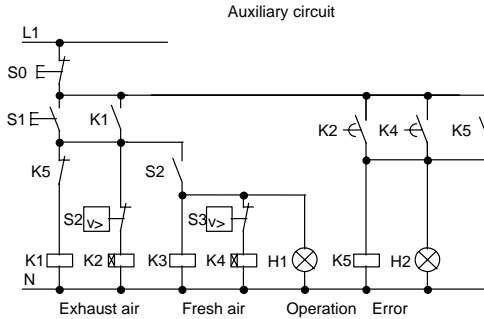 Auxiliary circuit
L1
S0
S1 K1 K2 K4 K5
K5 S2
S2 v> S3 v>
K1 K2 K3 K4 H1 K5 H2
N
Exhaust air Fresh air Operation Error